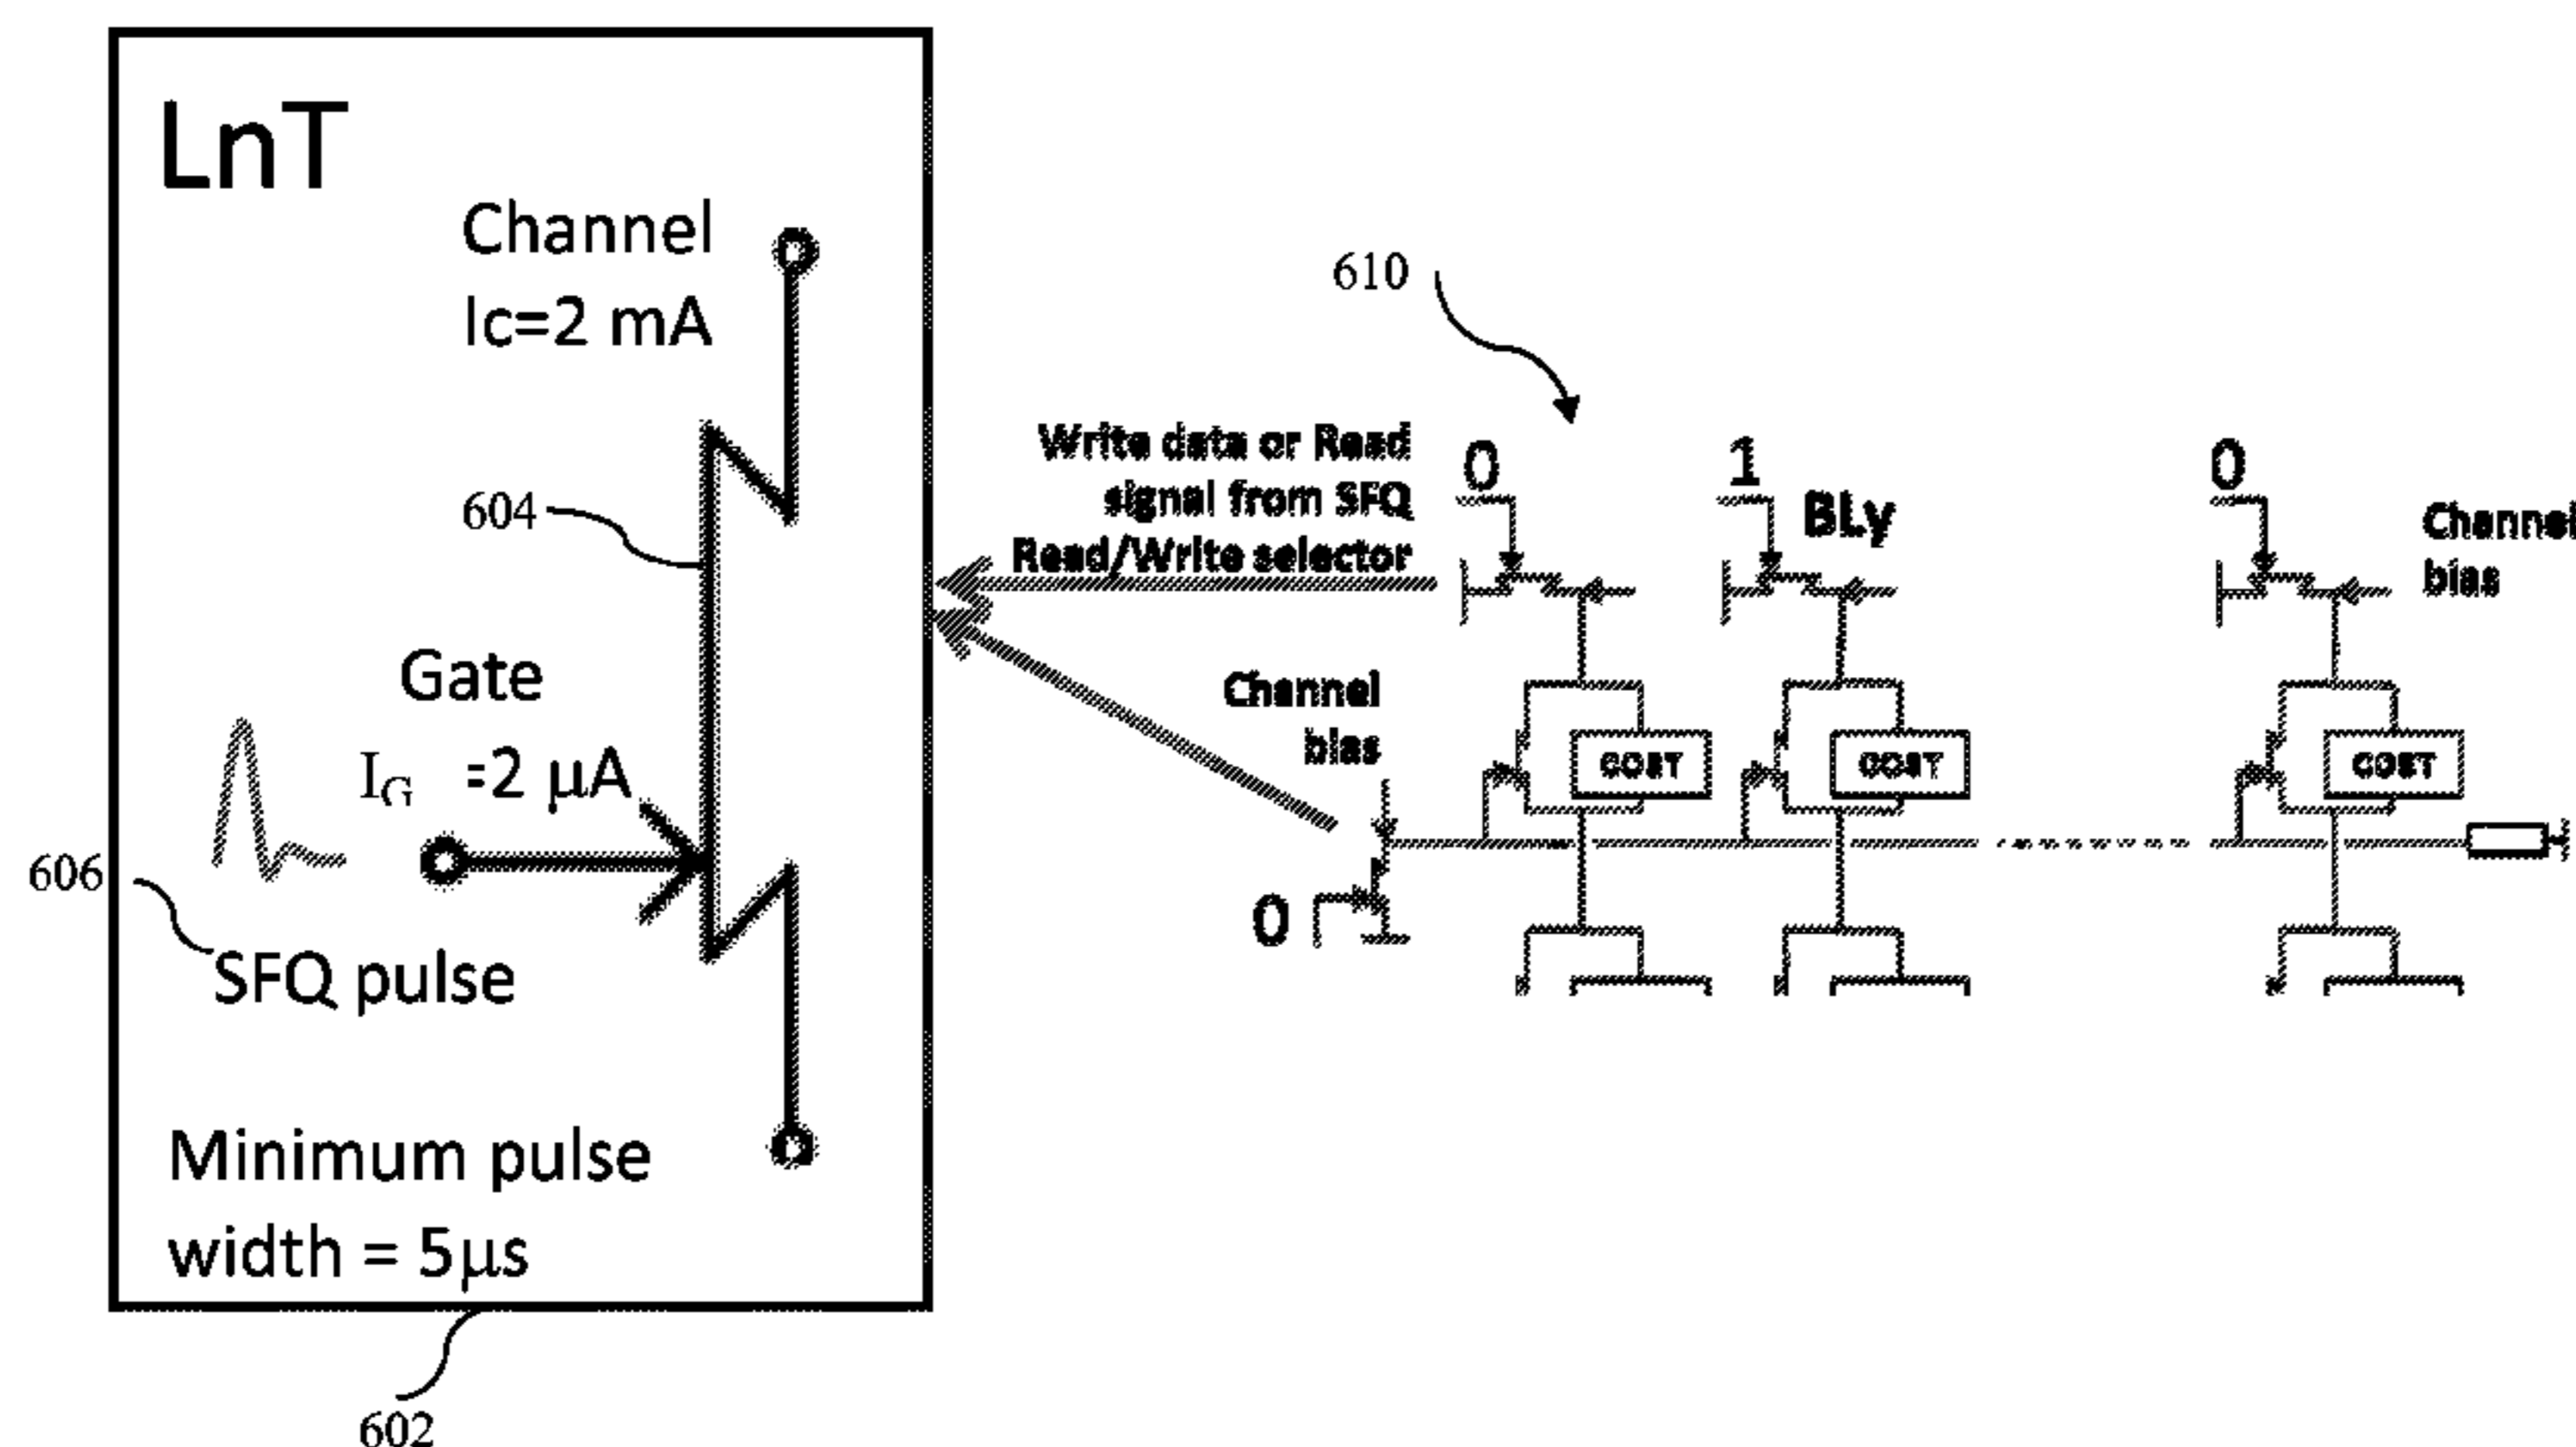 LnT
Channel
Ic=2 mA
604
Gate
I_G =2 μA
606
SFQ pulse
Minimum pulse
width = 5μs
602
610
Write data or Read
signal from SFQ
Read/Write selector
0
1
BLy
0
Channel
bias
Channel
bias
COST
COST
COST
0